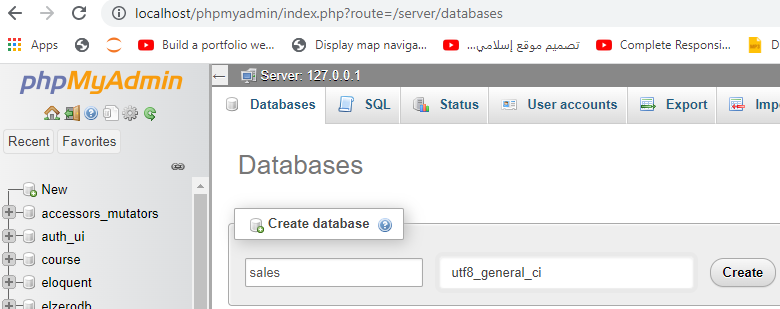 localhost/phpmyadmin/index.php?route=/server/databases
Apps
S
Build a portfolio we...
Display map naviga...
تصميم موقع إسلامي...
Complete Responsi...
D
phpMyAdmin
Recent
Favorites
New
accessors_mutators
auth_ui
course
eloquent
elzerodb
Server: 127.0.0.1
Databases
SQL
Status
User accounts
Export
Impo
Databases
Create database
sales
utf8_general_ci
Create